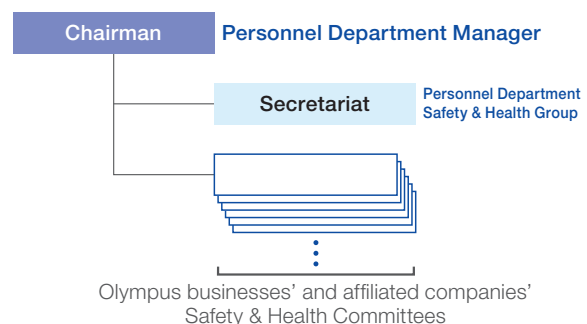 Chairman
Personnel Department Manager
Secretariat
Personnel Department
Safety & Health Group
Olympus businesses’ and affiliated companies’
Safety & Health Committees